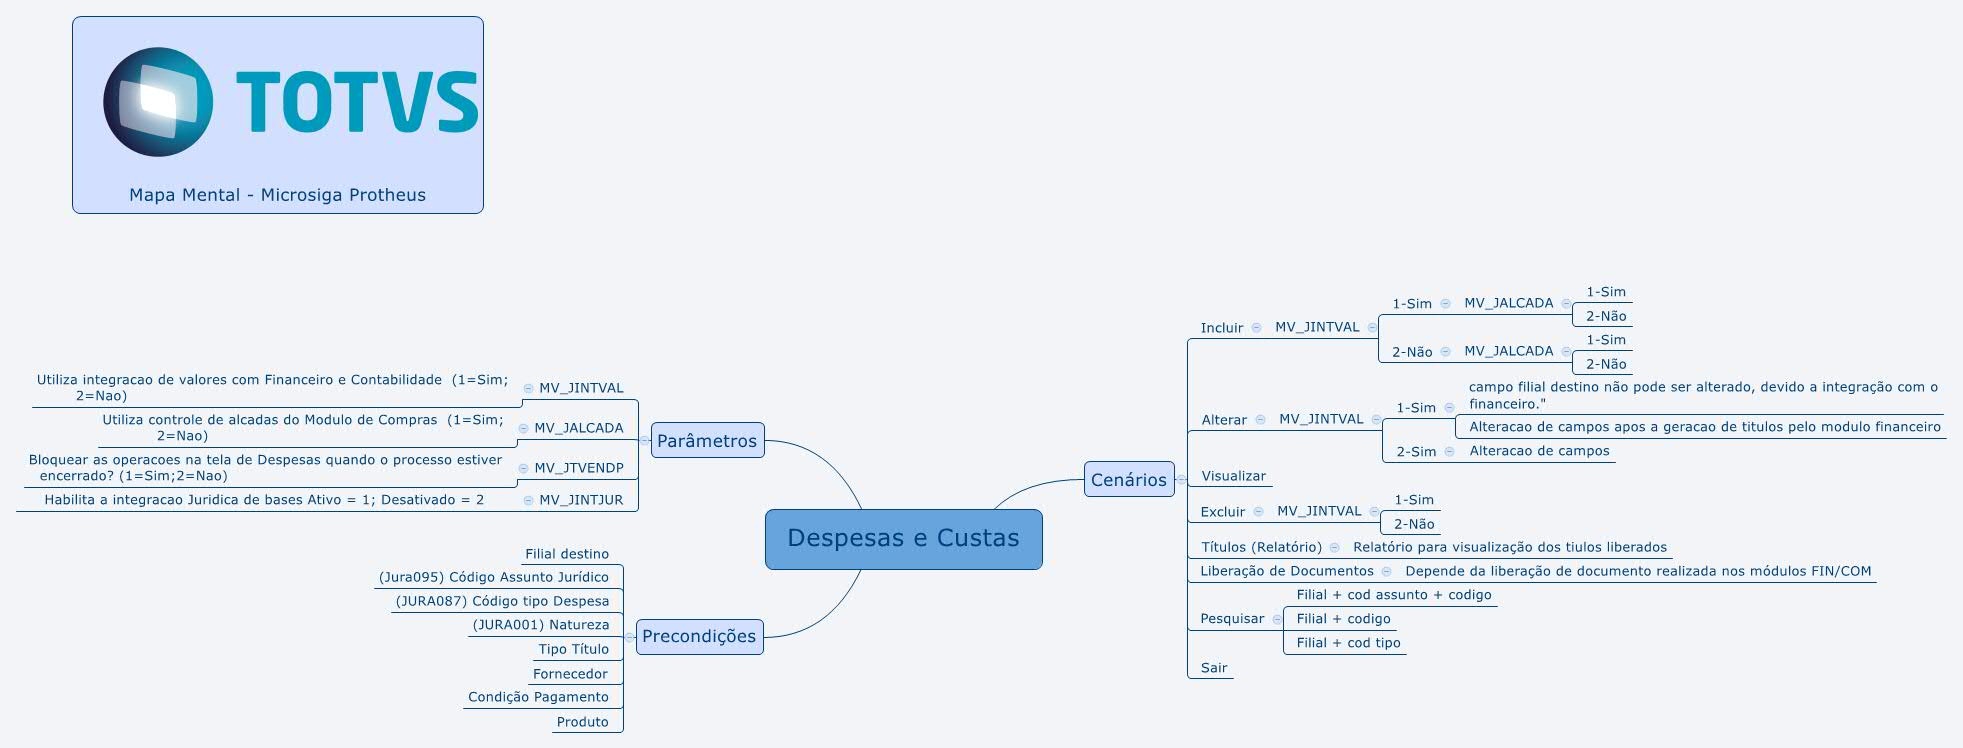 TOTVS
Mapa Mental - Microsiga Protheus
Despesas e Custas
Parâmetros
MV_JINTVAL
Utiliza integracao de valores com Financeiro e Contabilidade  (1=Sim;
2=Nao)
MV_JALCADA
Utiliza controle de alcadas do Modulo de Compras  (1=Sim;
2=Nao)
MV_JTVENDP
Bloquear as operacoes na tela de Despesas quando o processo estiver
encerrado? (1=Sim;2=Nao)
MV_JINTJUR
Habilita a integracao Juridica de bases Ativo = 1; Desativado = 2
Precondições
Filial destino
(Jura095) Código Assunto Jurídico
(JURA087) Código tipo Despesa
(JURA001) Natureza
Tipo Título
Fornecedor
Condição Pagamento
Produto
Cenários
Incluir
MV_JINTVAL
1-Sim
MV_JALCADA
1-Sim
2-Não
2-Não
MV_JALCADA
1-Sim
2-Não
Alterar
MV_JINTVAL
1-Sim
campo filial destino não pode ser alterado, devido a integração com o
financeiro."
Alteracao de campos apos a geracao de titulos pelo modulo financeiro
2-Sim
Alteracao de campos
Visualizar
Excluir
MV_JINTVAL
1-Sim
2-Não
Títulos (Relatório)
Relatório para visualização dos tiulos liberados
Liberação de Documentos
Depende da liberação de documento realizada nos módulos FIN/COM
Pesquisar
Filial + cod assunto + codigo
Filial + codigo
Filial + cod tipo
Sair